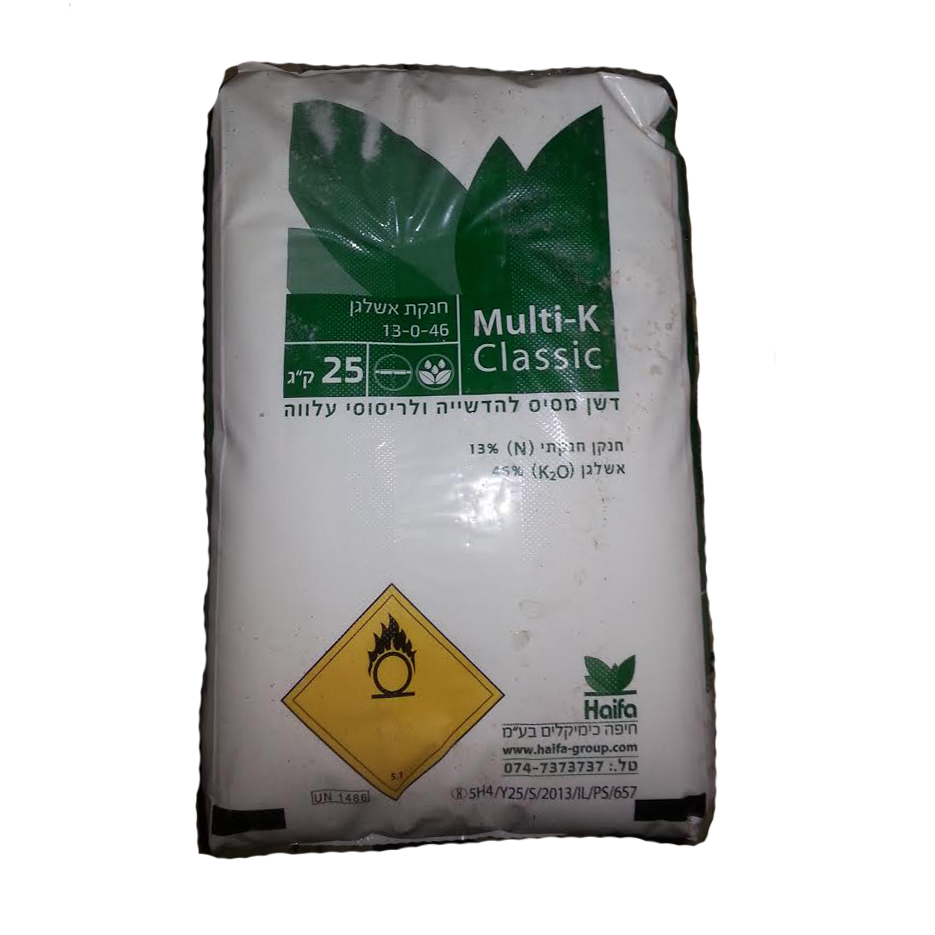 חנקת אשלגן
13-0-46
Multi-K
Classic
25 ק"ג
דשן מסיס להדשייה ולריסוסי עלווה
חנקן חנקתי (N) 13%
אשלגן (K₂O) 46%
5.1
UN 1486
Haifa
חיפה כימיקלים בע"מ
www.haifa-group.com
טל.: 074-7373737
5H4/Y25/S/2013/IL/PS/657